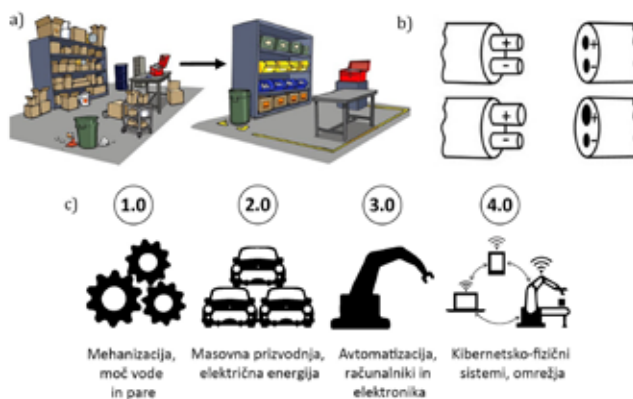 a)
b)
+
-
+
-
+
-
+
-
c)
1.0
2.0
3.0
4.0
Mehanizacija,
moč vode
in pare
Masovna prizvodnja,
električna energija
Avtomatizacija,
računalniki in
elektronika
Kibernetsko-fizični
sistemi, omrežja